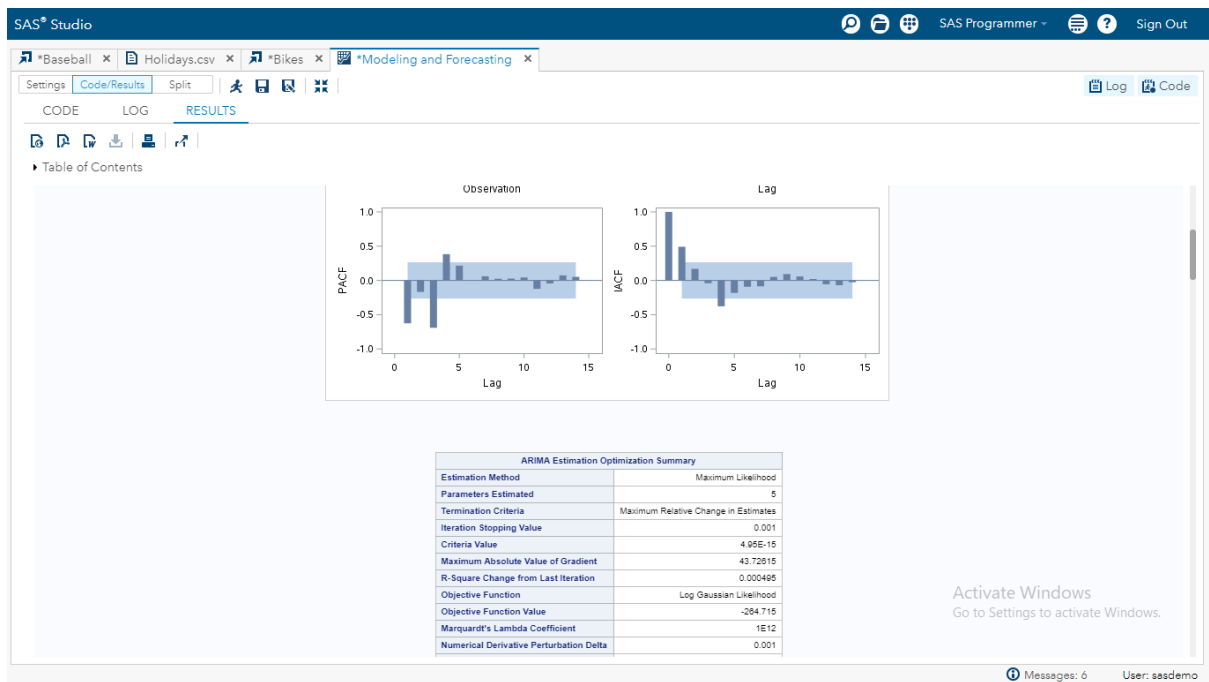 SAS® Studio SAS Programmer Sign Out
*Baseball × Holidays.csv × *Bikes × *Modeling and Forecasting ×
Settings Code/Results Split Log Code
CODE LOG RESULTS
Table of Contents
Observation Lag
1.0 1.0
0.5 0.5
PACF 0.0 IACF 0.0
-0.5 -0.5
-1.0 -1.0
0 5 10 15 0 5 10 15
Lag Lag
ARIMA Estimation Optimization Summary
Estimation Method Maximum Likelihood
Parameters Estimated 5
Termination Criteria Maximum Relative Change in Estimates
Iteration Stopping Value 0.001
Criteria Value 4.95E-15
Maximum Absolute Value of Gradient 43.72615
R-Square Change from Last Iteration 0.000495
Objective Function Log Gaussian Likelihood
Objective Function Value -264.715
Marquardt's Lambda Coefficient 1E12
Numerical Derivative Perturbation Delta 0.001
Activate Windows
Go to Settings to activate Windows.
Messages: 6 User: sasdemo